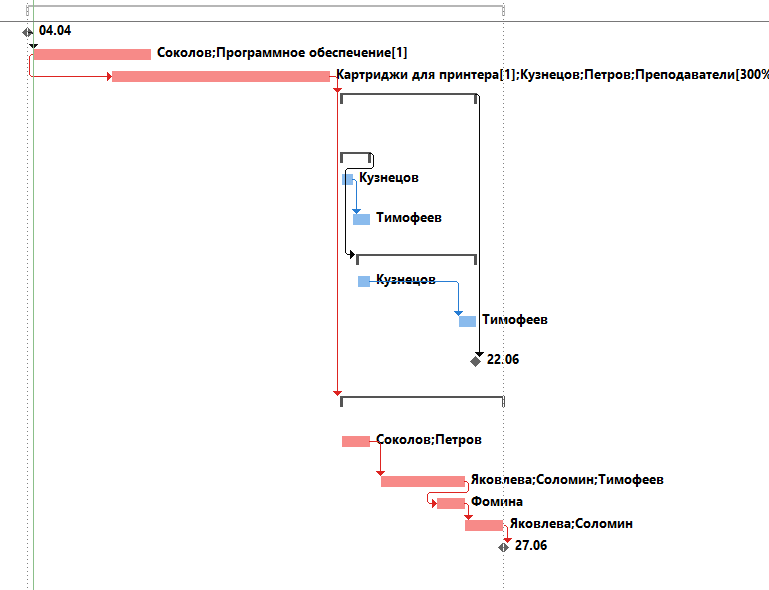 04.04
Соколов;Программное обеспечение[1]
Картриджи для принтера[1];Кузнецов;Петров;Преподаватели[300%
Кузнецов
Тимофеев
Кузнецов
Тимофеев
22.06
Соколов;Петров
Яковлева;Соломин;Тимофеев
Фомина
Яковлева;Соломин
27.06